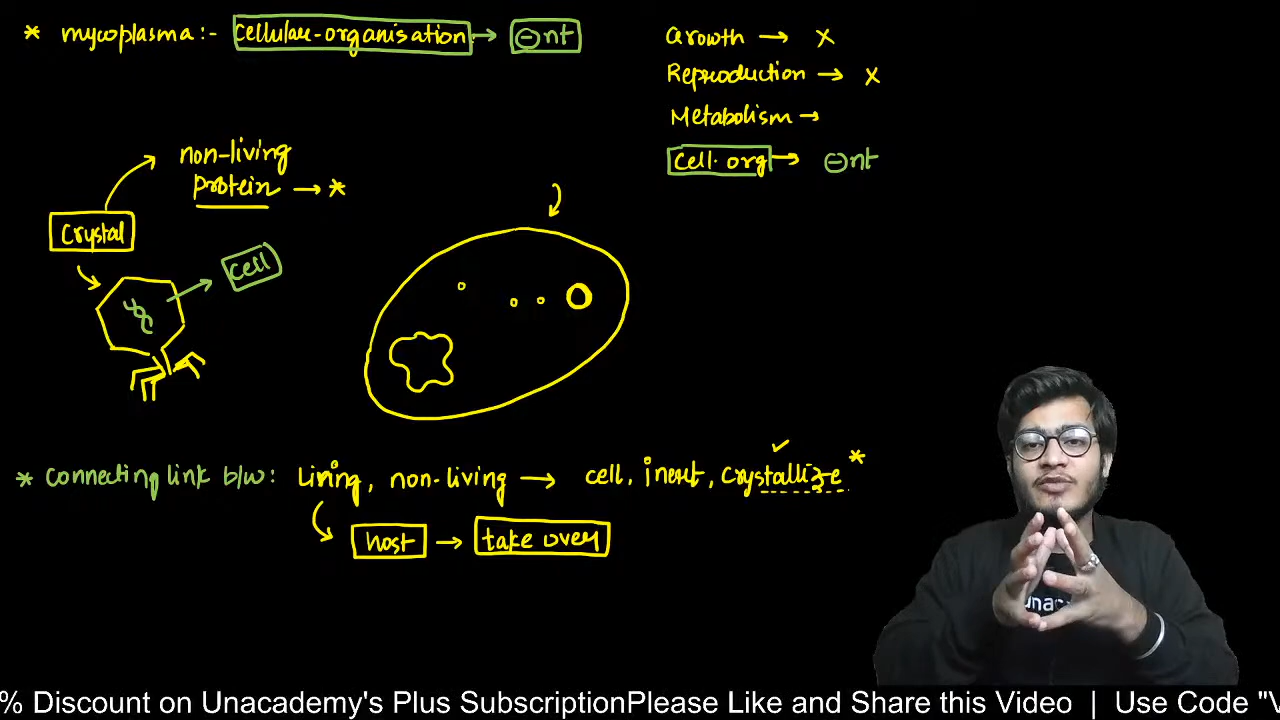 * mycoplasma :- cellular-organisation → ⊖nt
Growth → x
Reproduction → x
Metabolism →
Cell. org → ⊖nt
non-living
protein → *
Crystal
cell
* Connecting link b/w: Living, non-living → cell, inert, crystallize *
host → take over
unac
% Discount on Unacademy's Plus SubscriptionPlease Like and Share this Video | Use Code "V